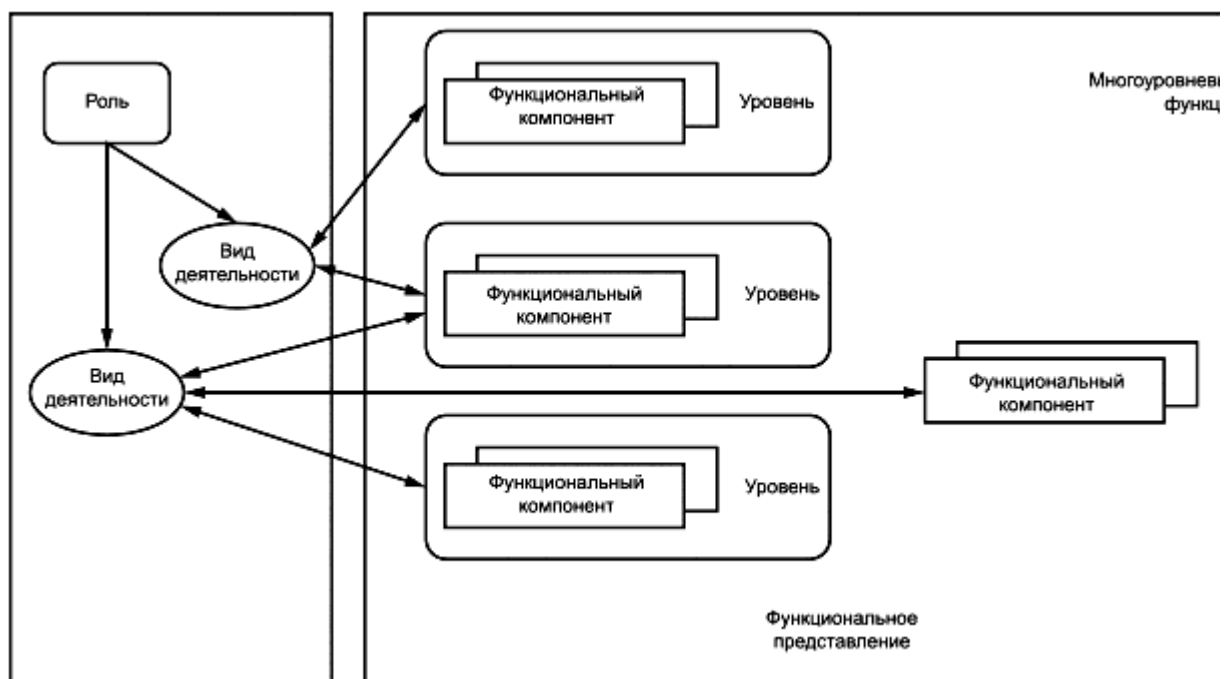 Роль
Вид
деятельности
Вид
деятельности
Функциональный
компонент
Уровень
Функциональный
компонент
Уровень
Функциональный
компонент
Уровень
Функциональный
компонент
Функциональное
представление